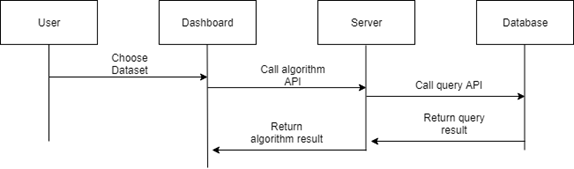 User
Dashboard
Server
Database
Choose
Dataset
Call algorithm
API
Call query API
Return query
result
Return
algorithm result